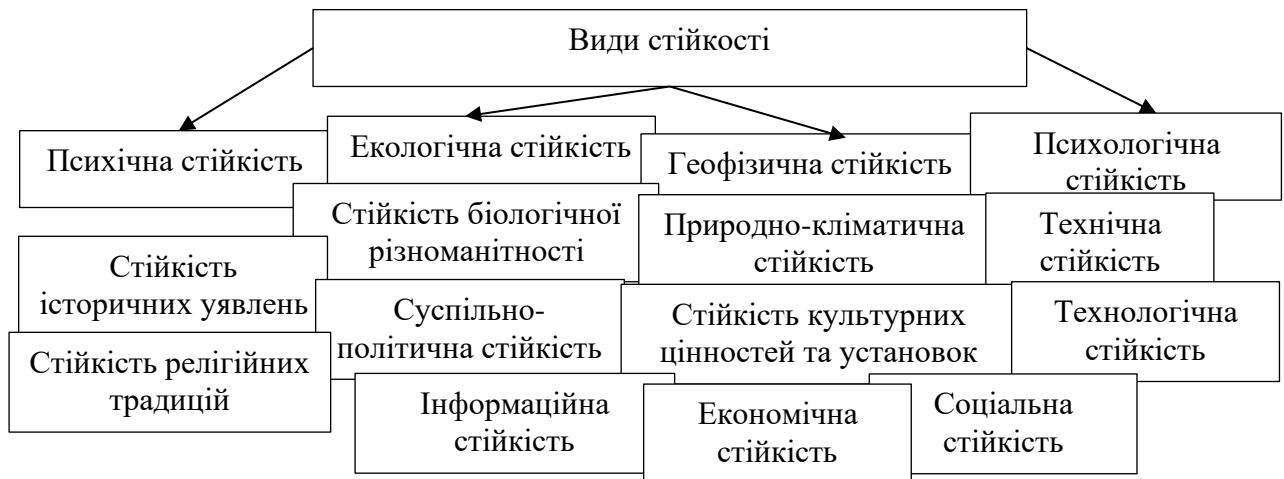 Види стійкості
Психічна стійкість
Екологічна стійкість
Геофізична стійкість
Психологічна
стійкість
Стійкість біологічної
різноманітності
Природно-кліматична
стійкість
Технічна
стійкість
Стійкість
історичних уявлень
Суспільно-
політична стійкість
Стійкість культурних
цінностей та установок
Технологічна
стійкість
Стійкість релігійних
традицій
Інформаційна
стійкість
Економічна
стійкість
Соціальна
стійкість